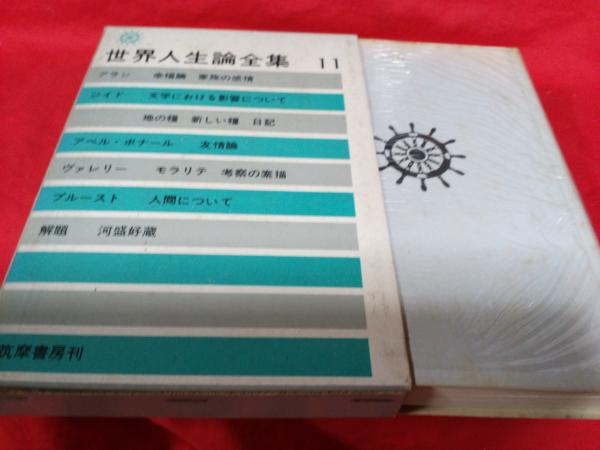 世界人生論全集 11
アラン 幸福論 家族の感情
ジイド 文学における影響について
地の糧 新しい糧 日記
アベル・ボナール 友情論
ヴァレリー モラリテ 考察の素描
プルースト 人間について
解題 河盛好蔵
筑摩書房刊